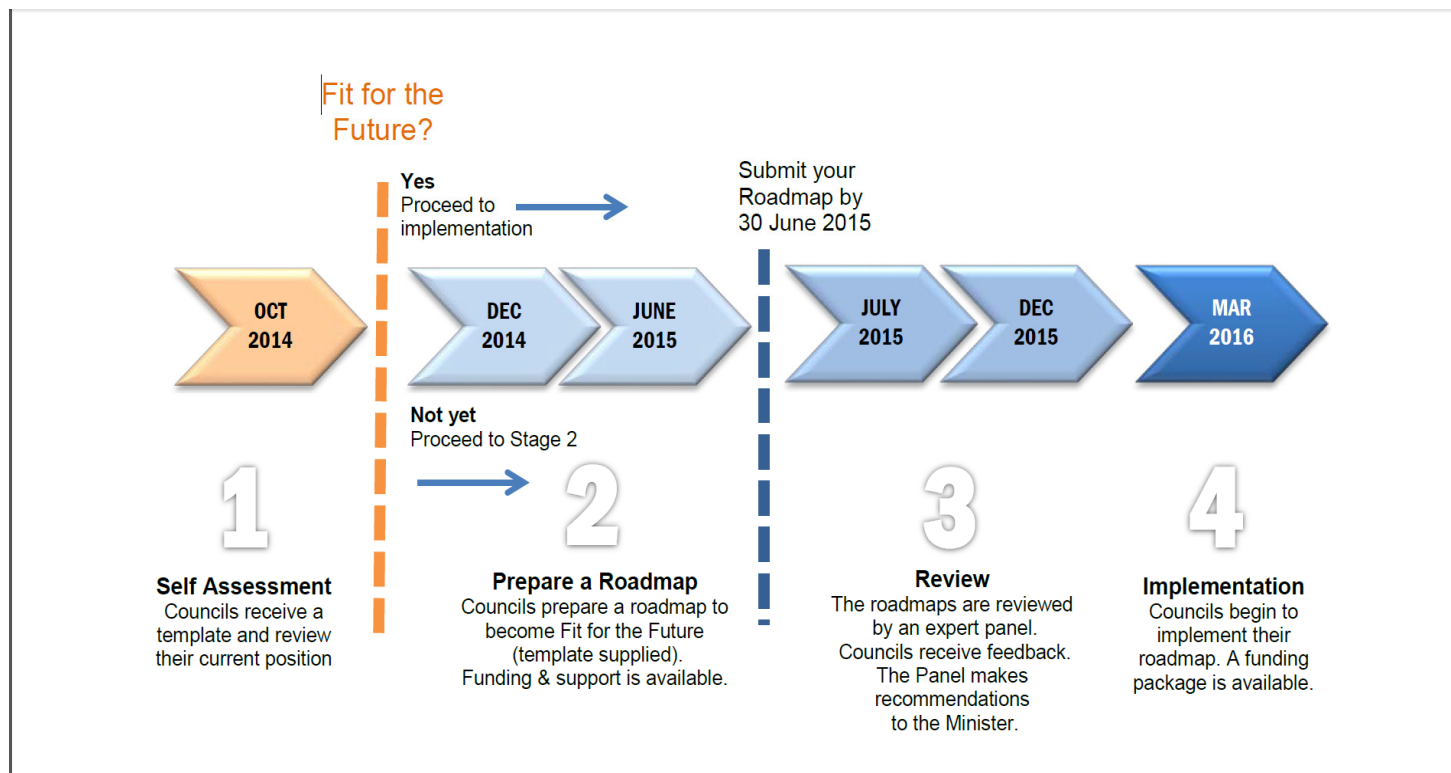 Fit for the
Future?
Yes
Proceed to
implementation
Submit your
Roadmap by
30 June 2015
OCT
2014
DEC
2014
JUNE
2015
JULY
2015
DEC
2015
MAR
2016
Not yet
Proceed to Stage 2
1
Self Assessment
Councils receive a
template and review
their current position
2
Prepare a Roadmap
Councils prepare a roadmap to
become Fit for the Future
(template supplied).
Funding & support is available.
3
Review
The roadmaps are reviewed
by an expert panel.
Councils receive feedback.
The Panel makes
recommendations
to the Minister.
4
Implementation
Councils begin to
implement their
roadmap. A funding
package is available.